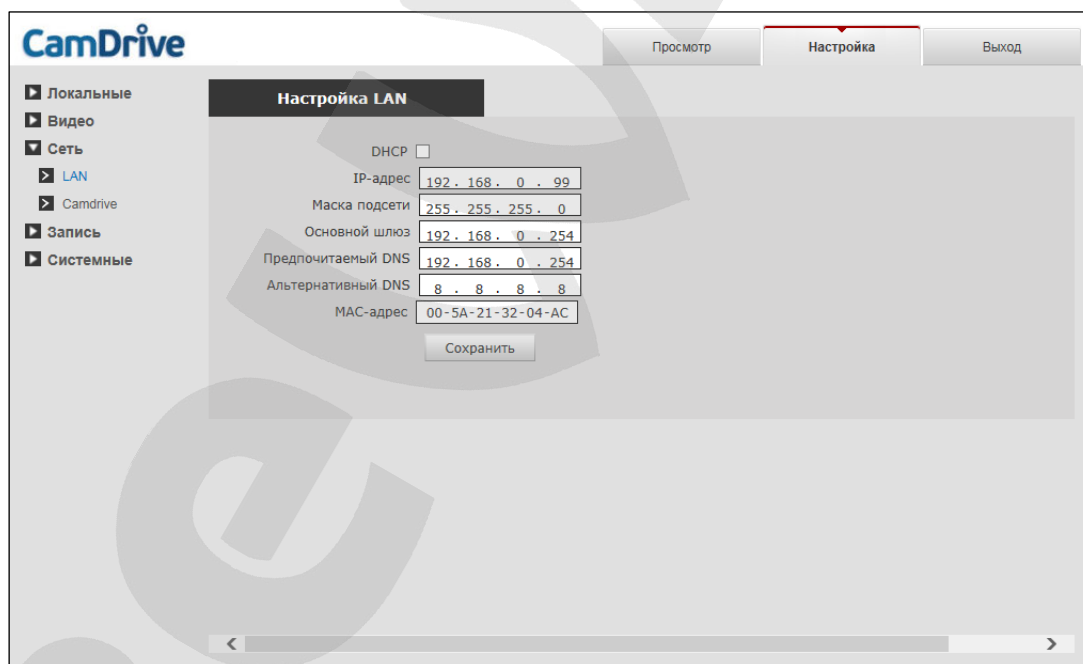 CamDrive
Просмотр
Настройка
Выход
Локальные
Видео
Сеть
LAN
Camdrive
Запись
Системные
Настройка LAN
DHCP
IP-адрес 192. 168. 0 . 99
Маска подсети 255. 255. 255. 0
Основной шлюз 192. 168. 0 . 254
Предпочитаемый DNS 192. 168. 0 . 254
Альтернативный DNS 8 . 8 . 8 . 8
MAC-адрес 00-5A-21-32-04-AC
Сохранить